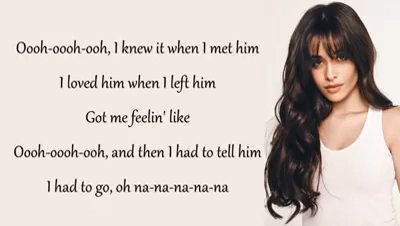 Oooh-oooh-ooh, I knew it when I met him
I loved him when I left him
Got me feelin' like
Oooh-oooh-ooh, and then I had to tell him
I had to go, oh na-na-na-na-na